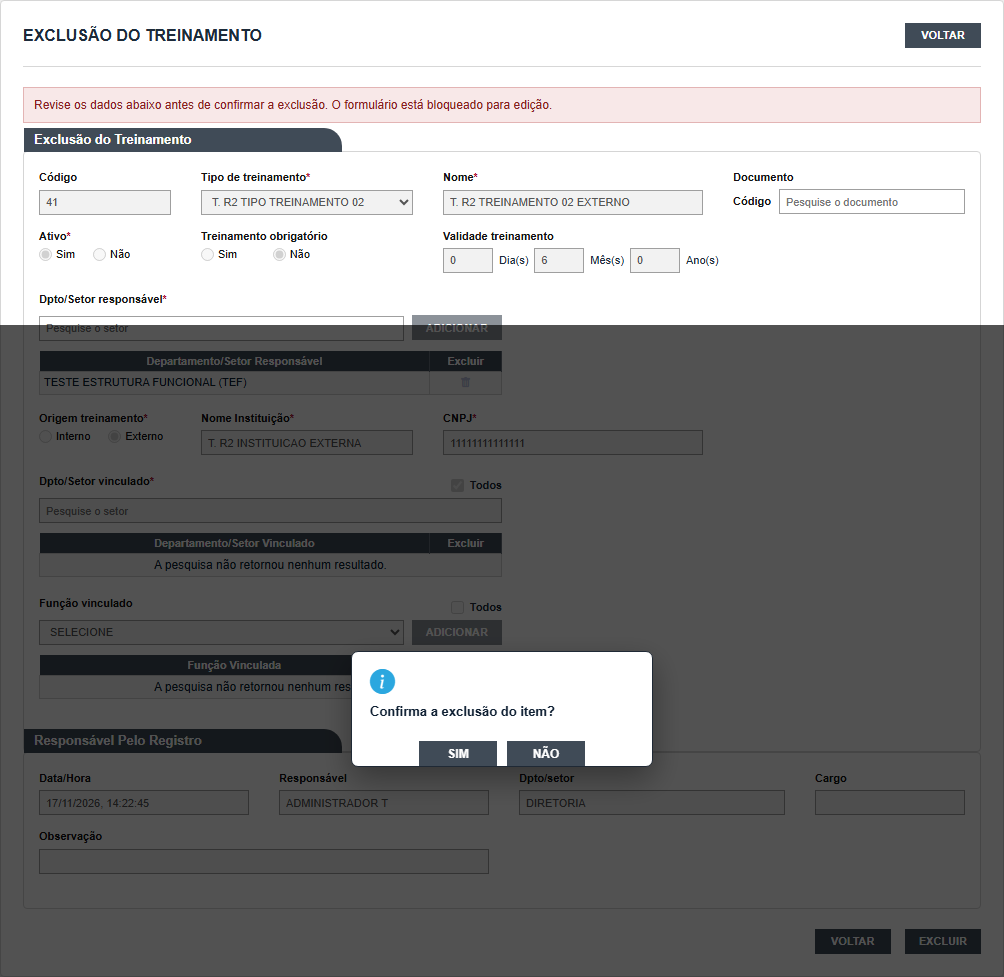 EXCLUSÃO DO TREINAMENTO
VOLTAR
Revise os dados abaixo antes de confirmar a exclusão. O formulário está bloqueado para edição.
Exclusão do Treinamento
Código
Tipo de treinamento*
Nome*
Documento
41
T. R2 TIPO TREINAMENTO 02
T. R2 TREINAMENTO 02 EXTERNO
Código
Pesquise o documento
Ativo*
Treinamento obrigatório
Validade treinamento
Sim
Não
Sim
Não
0
Dia(s)
6
Mês(s)
0
Ano(s)
Dpto/Setor responsável*
Pesquise o setor
ADICIONAR
Departamento/Setor Responsável
Excluir
TESTE ESTRUTURA FUNCIONAL (TEF)
Origem treinamento*
Nome Instituição*
CNPJ*
Interno
Externo
T. R2 INSTITUICAO EXTERNA
11111111111111
Dpto/Setor vinculado*
Todos
Pesquise o setor
Departamento/Setor Vinculado
Excluir
A pesquisa não retornou nenhum resultado.
Função vinculado
Todos
SELECIONE
ADICIONAR
Função Vinculada
A pesquisa não retornou nenhum res
i
Confirma a exclusão do item?
SIM
NÃO
Responsável Pelo Registro
Data/Hora
Responsável
Dpto/setor
Cargo
17/11/2026, 14:22:45
ADMINISTRADOR T
DIRETORIA
Observação
VOLTAR
EXCLUIR